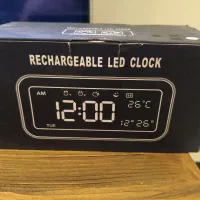 RECHARGEABLE LED CLOCK
AM
12:00
26°C
TUE
12" 26"